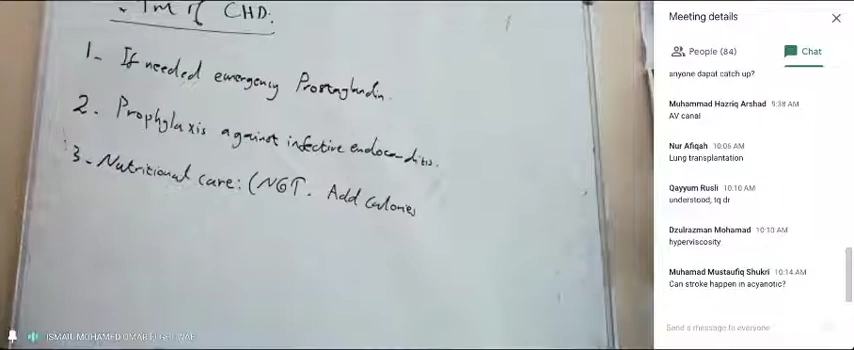 - Tm of CHD:
1- If needed emergency Prostaglandin.
2. Prophylaxis against infective endocarditis.
3- Nutritional care: (NGT. Add Calories
ISMAIL MOHAMED OMAR
Meeting details
People (84)
Chat
anyone dapat catch up?
Muhammad Hazriq Arshad 9:38 AM
AV canal
Nur Afiqah 10:06 AM
Lung transplantation
Qayyum Rusli 10:10 AM
understood, tq dr
Dzulrazman Mohamad 10:10 AM
hyperviscosity
Muhamad Mustaufiq Shukri 10:14 AM
Can stroke happen in acyanotic?
Send a message to everyone